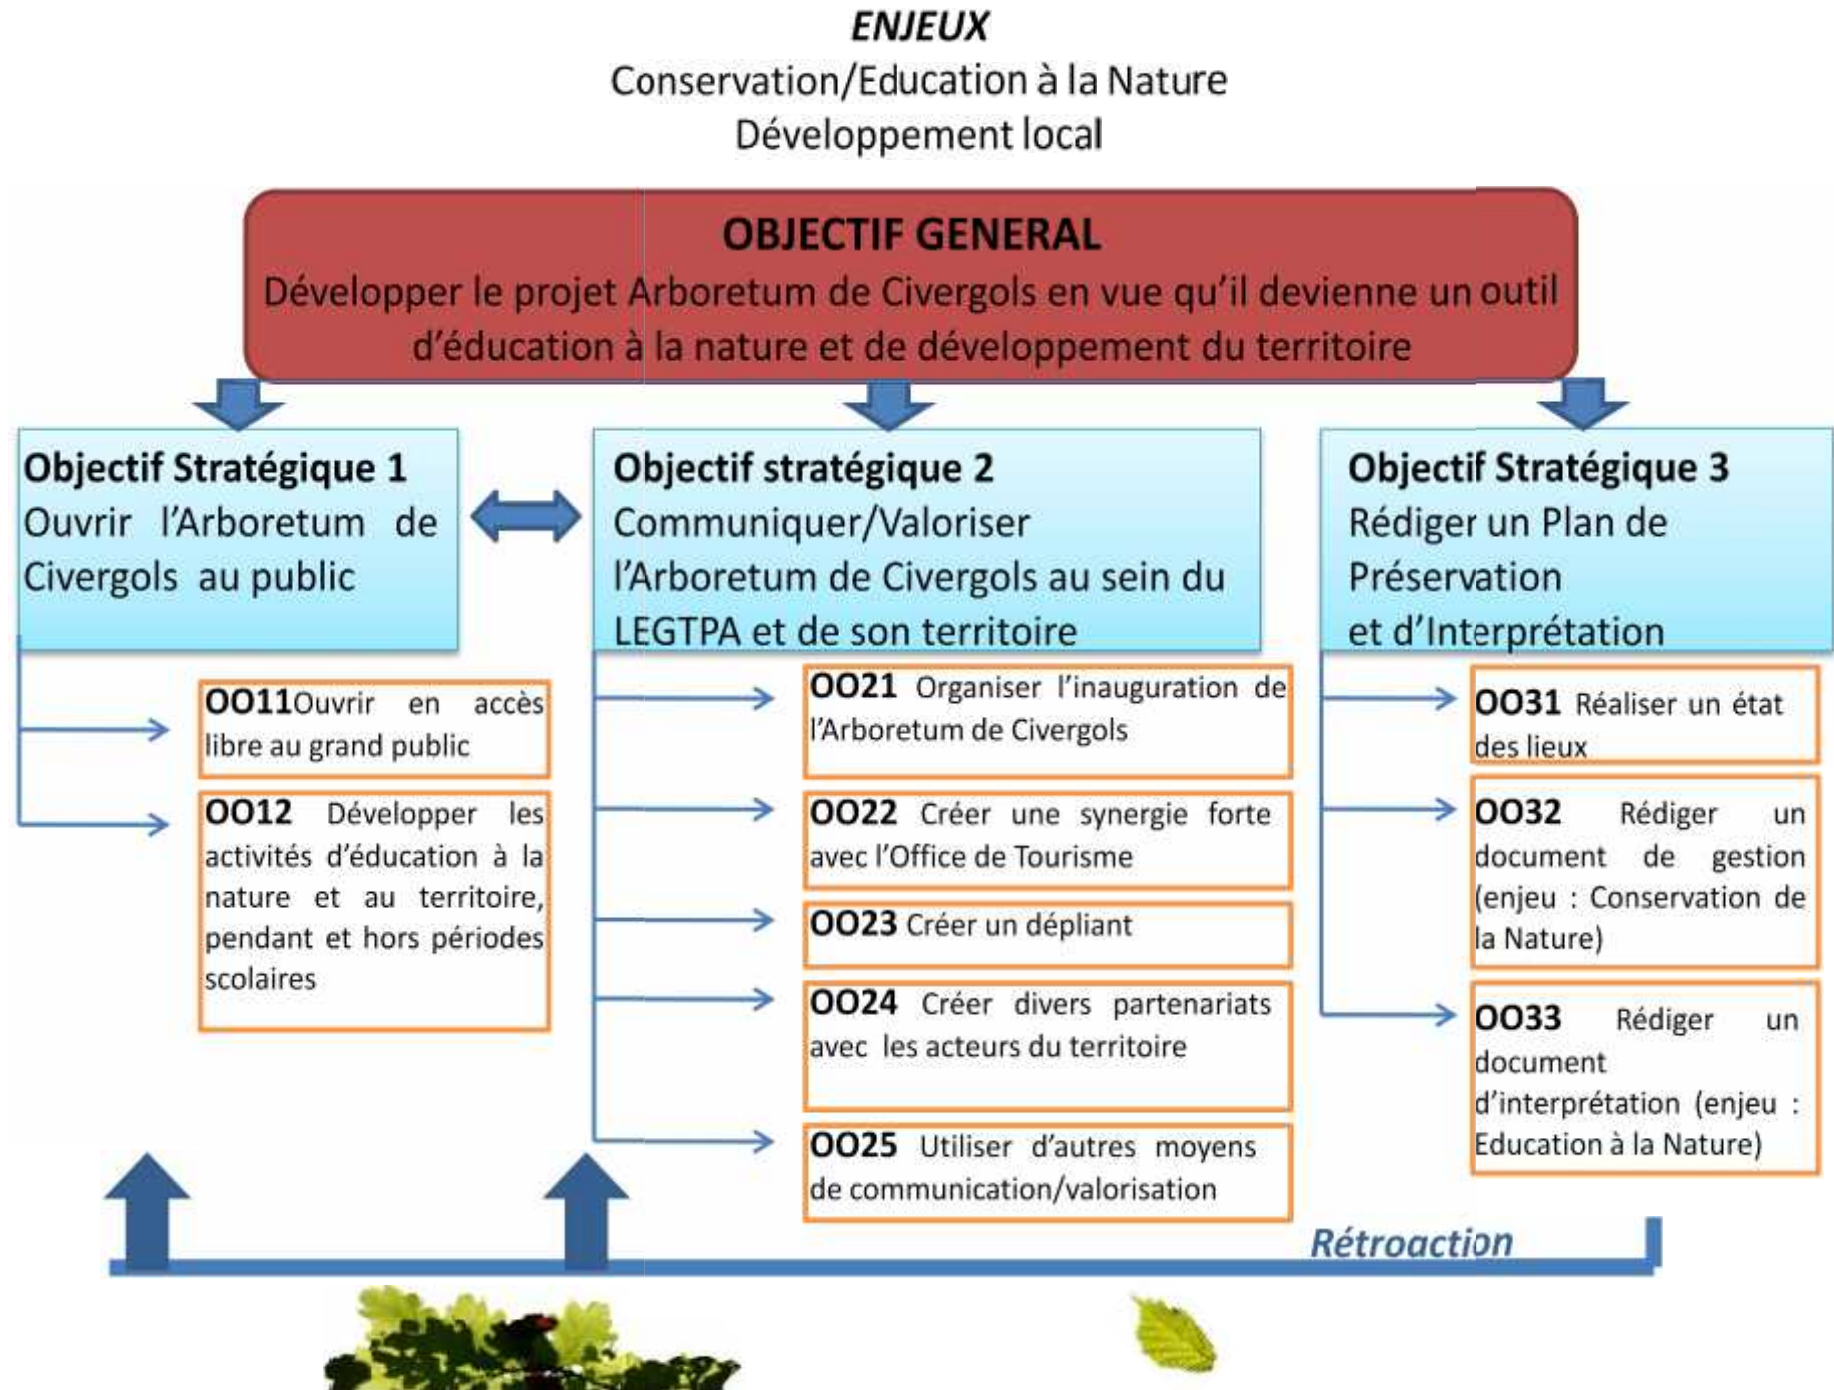 ENJEUX
Conservation/Education à la Nature
Développement local
OBJECTIF GENERAL
Développer le projet Arboretum de Civergols en vue qu'il devienne un outil
d'éducation à la nature et de développement du territoire
Objectif Stratégique 1
Ouvrir l'Arboretum de
Civergols au public
OO11Ouvrir en accès
libre au grand public
OO12 Développer les
activités d'éducation à la
nature et au territoire,
pendant et hors périodes
scolaires
Objectif stratégique 2
Communiquer/Valoriser
l'Arboretum de Civergols au sein du
LEGTPA et de son territoire
OO21 Organiser l'inauguration de
l'Arboretum de Civergols
OO22 Créer une synergie forte
avec l'Office de Tourisme
OO23 Créer un dépliant
OO24 Créer divers partenariats
avec les acteurs du territoire
OO25 Utiliser d'autres moyens
de communication/valorisation
Objectif Stratégique 3
Rédiger un Plan de
Préservation
et d'Interprétation
OO31 Réaliser un état
des lieux
OO32 Rédiger un
document de gestion
(enjeu : Conservation de
la Nature)
OO33 Rédiger un
document
d'interprétation (enjeu :
Education à la Nature)
Rétroaction